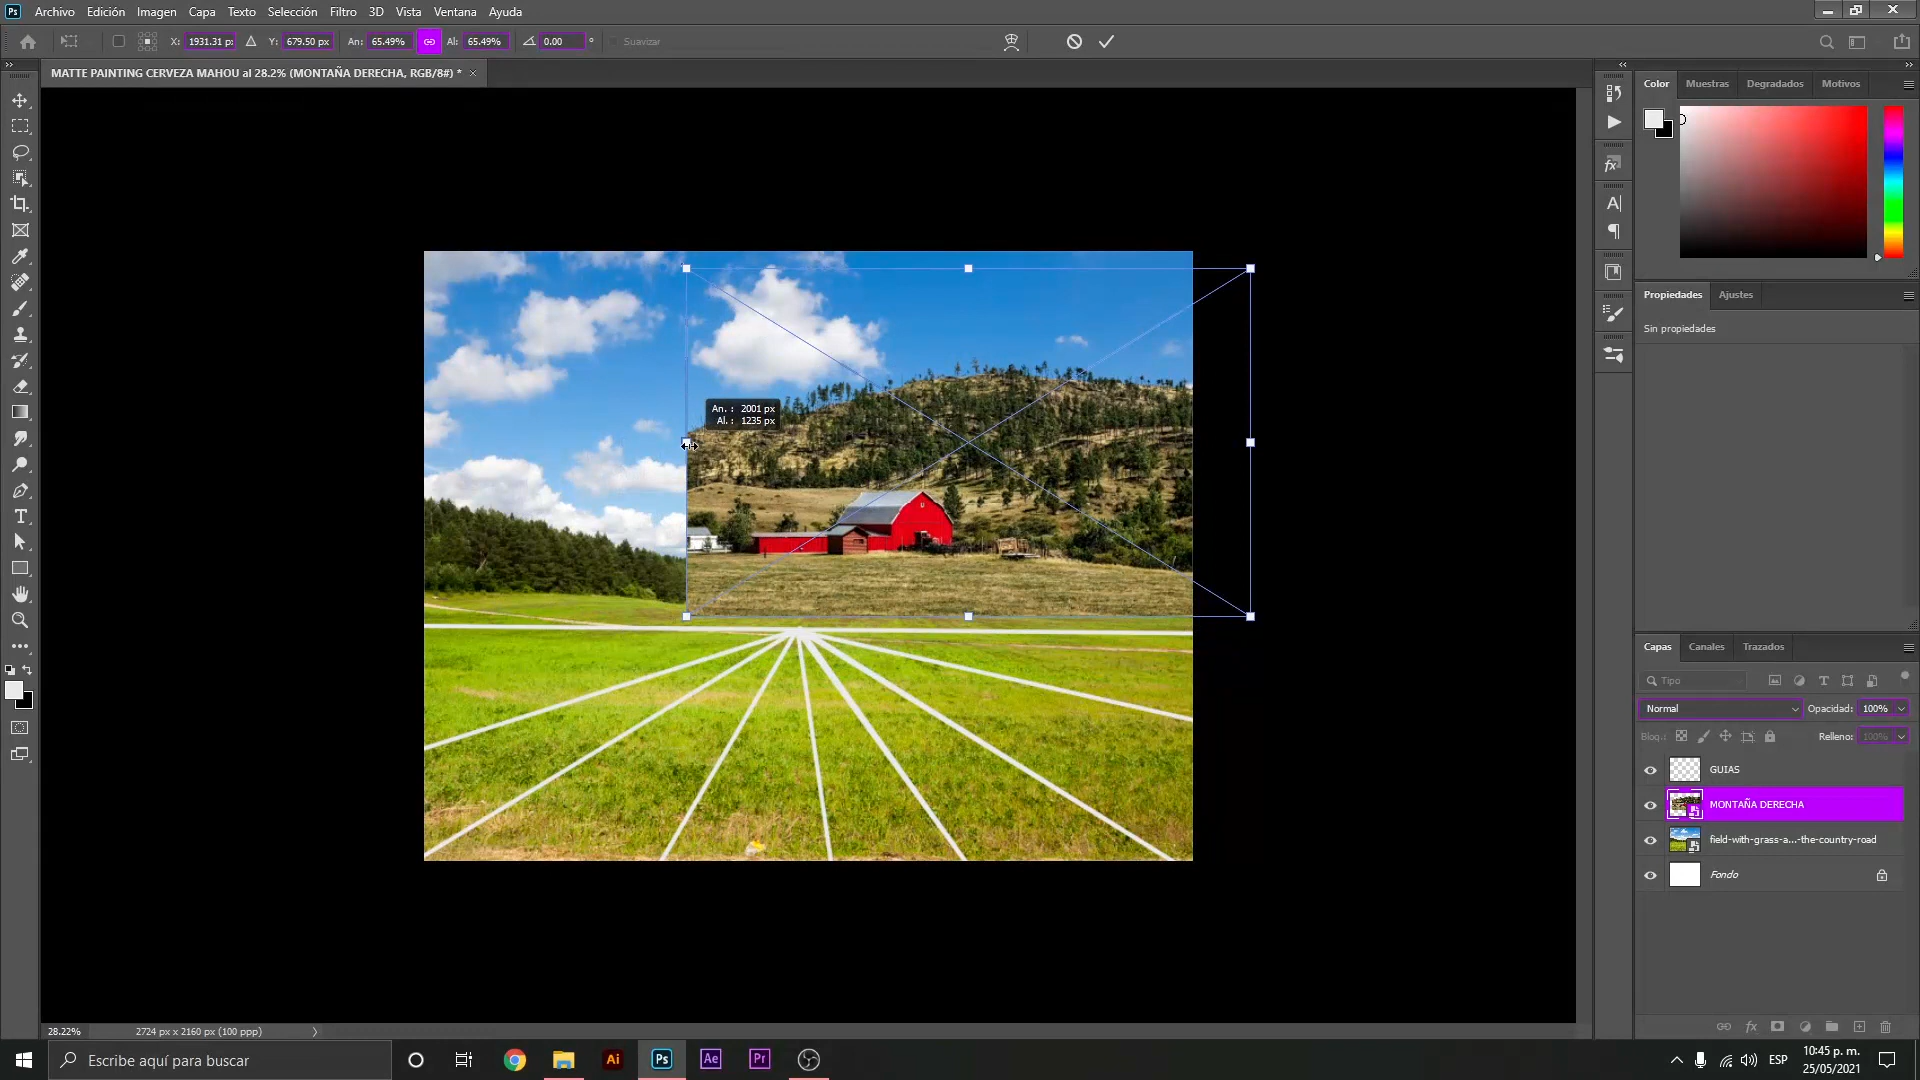 Ps Archivo Edición Imagen Capa Texto Selección Filtro 3D Vista Ventana Ayuda
X: 1931.31 p: Y: 679.50 px An: 65.49% Al: 65.49% 0.00 ° Suavizar
MATTE PAINTING CERVEZA MAHOU al 28.2% (MONTAÑA DERECHA, RGB/8#) * ×
Color Muestras Degradados Motivos
Propiedades Ajustes
Sin propiedades
An. : 2001 px
Al. : 1235 px
Capas Canales Trazados
Tipo
Normal Opacidad: 100%
Bloq.: Relleno: 100%
GUIAS
MONTAÑA DERECHA
field-with-grass-a...-the-country-road
Fondo
28.22% 2724 px x 2160 px (100 ppp)
Escribe aquí para buscar
Ai Ps Ae Pr
ESP
10:45 p. m.
25/05/2021